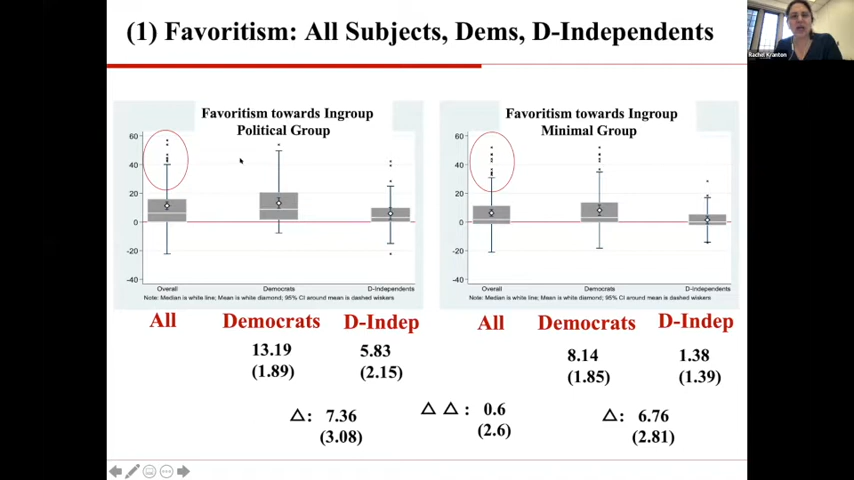 (1) Favoritism: All Subjects, Dems, D-Independents
Rachel Kranton
Favoritism towards Ingroup
Political Group
60
40
20
0
-20
-40
Overall
Democrats
D-Independents
Note: Median is white line; Mean is white diamond; 95% CI around mean is dashed wiskers
Favoritism towards Ingroup
Minimal Group
60
40
20
0
-20
-40
Overall
Democrats
D-Independents
Note: Median is white line; Mean is white diamond; 95% CI around mean is dashed wiskers
All Democrats D-Indep
13.19 5.83
(1.89) (2.15)
△: 7.36
(3.08)
△ △ : 0.6
(2.6)
All Democrats D-Indep
8.14 1.38
(1.85) (1.39)
△: 6.76
(2.81)